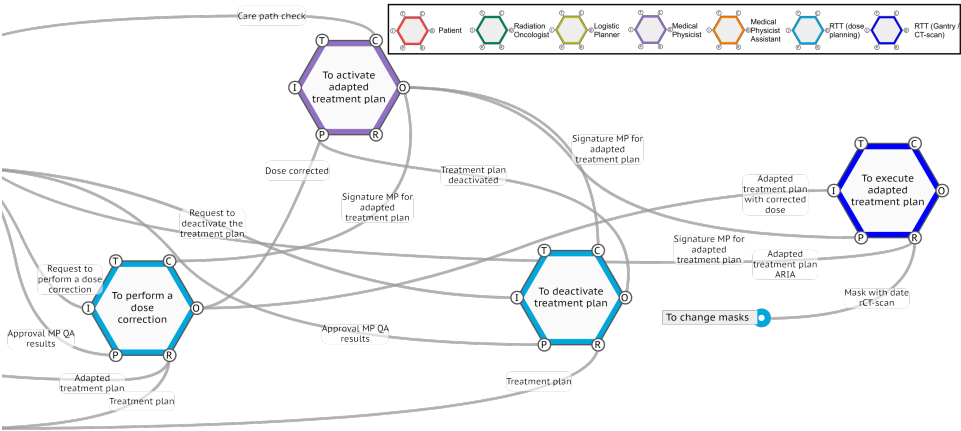 Care path check
T C
Patient
Radiation
Oncologist
Logistic
Planner
Medical
Physicist
Medical
Physicist
Assistant
RTT (dose
planning)
RTT (Gantry /
CT-scan)
T C
I O
P R
To activate
adapted
treatment plan
Dose corrected
Signature MP for
adapted
treatment plan
Treatment plan
deactivated
Signature MP for
adapted
treatment plan
Adapted
treatment plan
with corrected
dose
T C
I O
P R
To execute
adapted
treatment plan
Request to
deactivate the
treatment plan
Signature MP for
adapted
treatment plan
Adapted
treatment plan
ARIA
Request to
perform a dose
correction
T C
I O
P R
To perform a
dose
correction
T C
I O
P R
To deactivate
treatment plan
Mask with date
rCT-scan
To change masks
Approval MP QA
results
Approval MP QA
results
Adapted
treatment plan
Treatment plan
Treatment plan